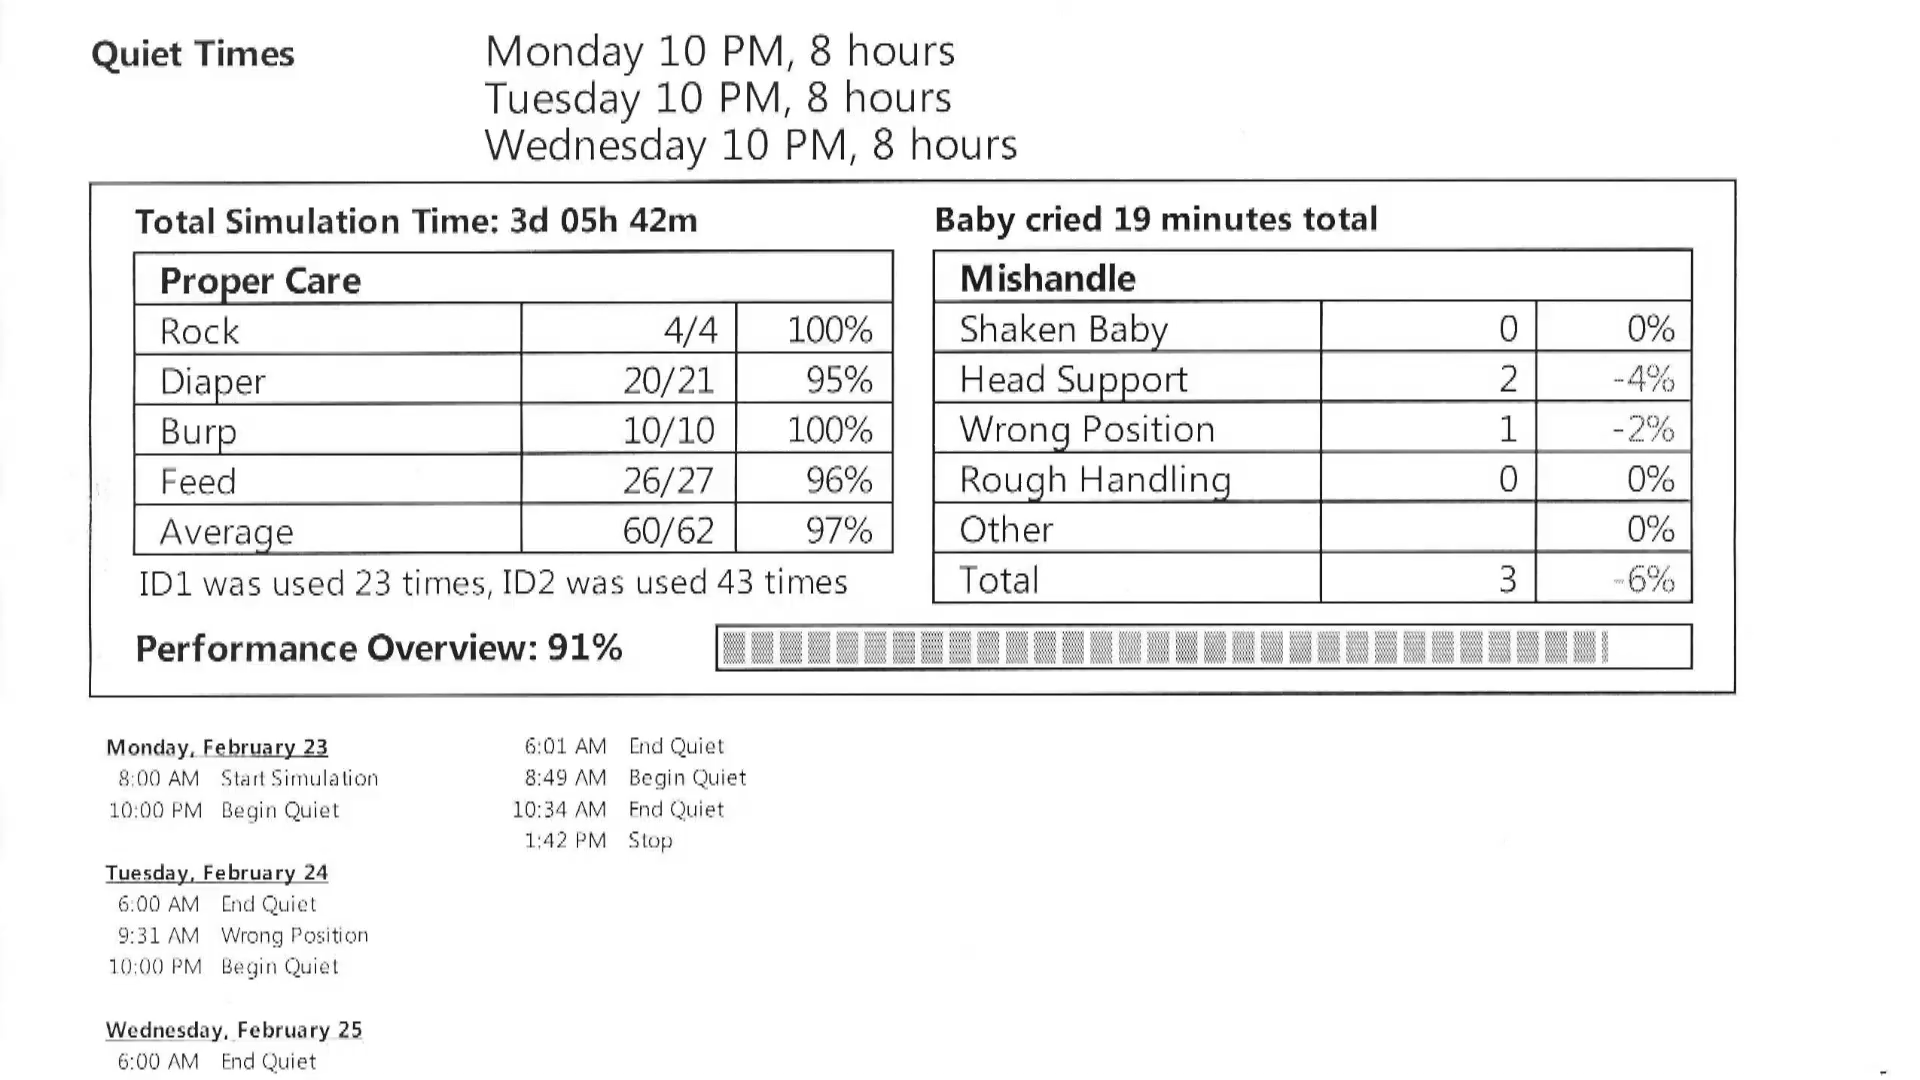 Quiet Times
Monday 10 PM, 8 hours
Tuesday 10 PM, 8 hours
Wednesday 10 PM, 8 hours
Total Simulation Time: 3d 05h 42m
Proper Care
Rock 4/4 100%
Diaper 20/21 95%
Burp 10/10 100%
Feed 26/27 96%
Average 60/62 97%
ID1 was used 23 times, ID2 was used 43 times
Baby cried 19 minutes total
Mishandle
Shaken Baby 0 0%
Head Support 2 -4%
Wrong Position 1 -2%
Rough Handling 0 0%
Other 0%
Total 3 -6%
Performance Overview: 91%
Monday, February 23
8:00 AM Start Simulation
10:00 PM Begin Quiet
Tuesday, February 24
6:00 AM End Quiet
9:31 AM Wrong Position
10:00 PM Begin Quiet
Wednesday, February 25
6:00 AM End Quiet
6:01 AM End Quiet
8:49 AM Begin Quiet
10:34 AM End Quiet
1:42 PM Stop